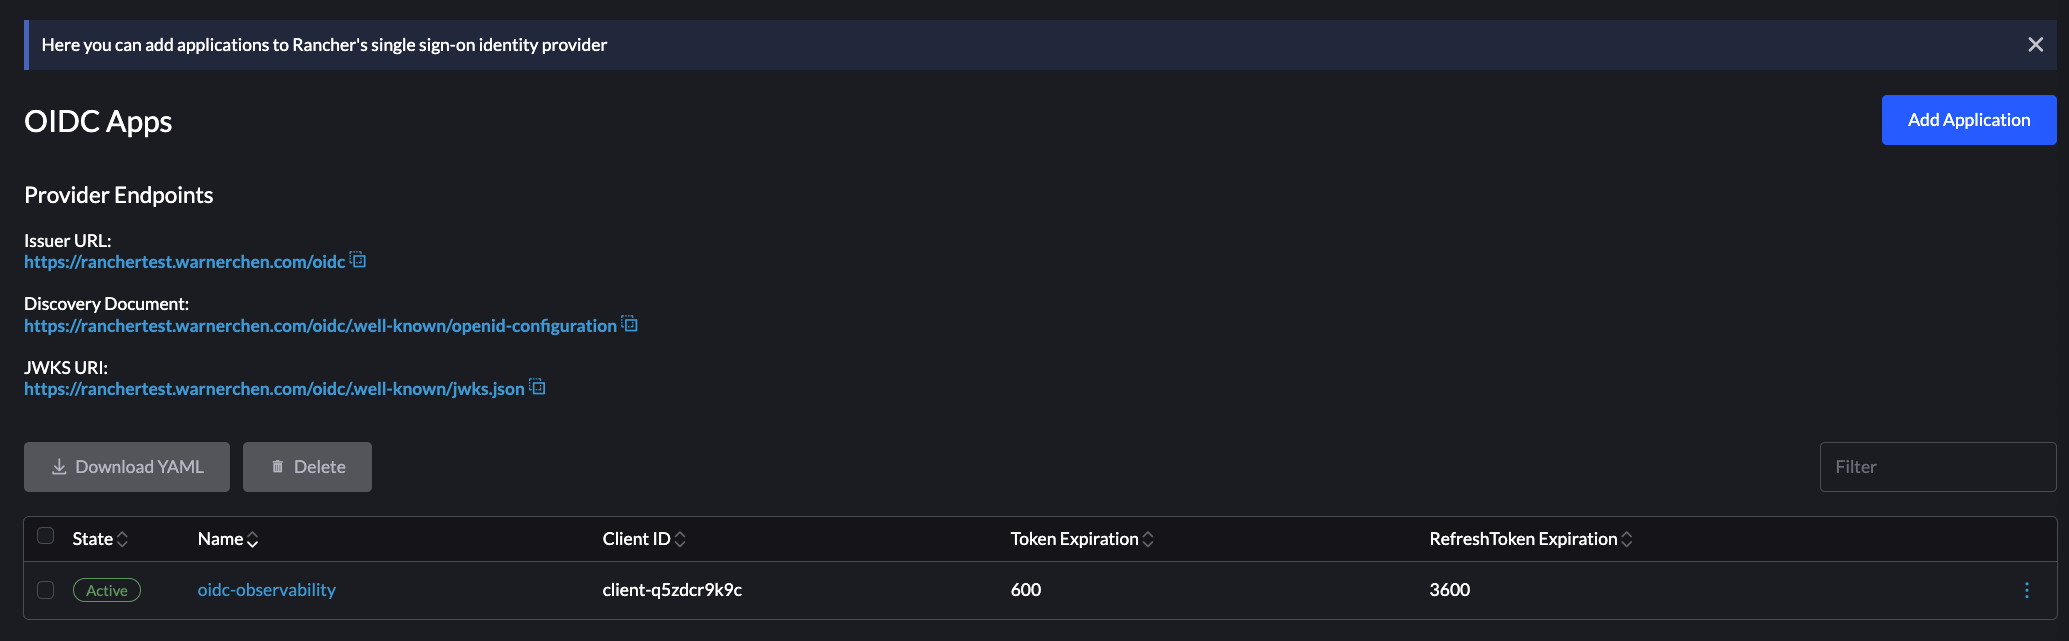 Here you can add applications to Rancher's single sign-on identity provider
OIDC Apps
Add Application
Provider Endpoints
Issuer URL:
https://ranchertest.warnerchen.com/oidc
Discovery Document:
https://ranchertest.warnerchen.com/oidc/.well-known/openid-configuration
JWKS URI:
https://ranchertest.warnerchen.com/oidc/.well-known/jwks.json
Download YAML Delete Filter
State Name Client ID Token Expiration RefreshToken Expiration
Active oidc-observability client-q5zdcr9k9c 600 3600